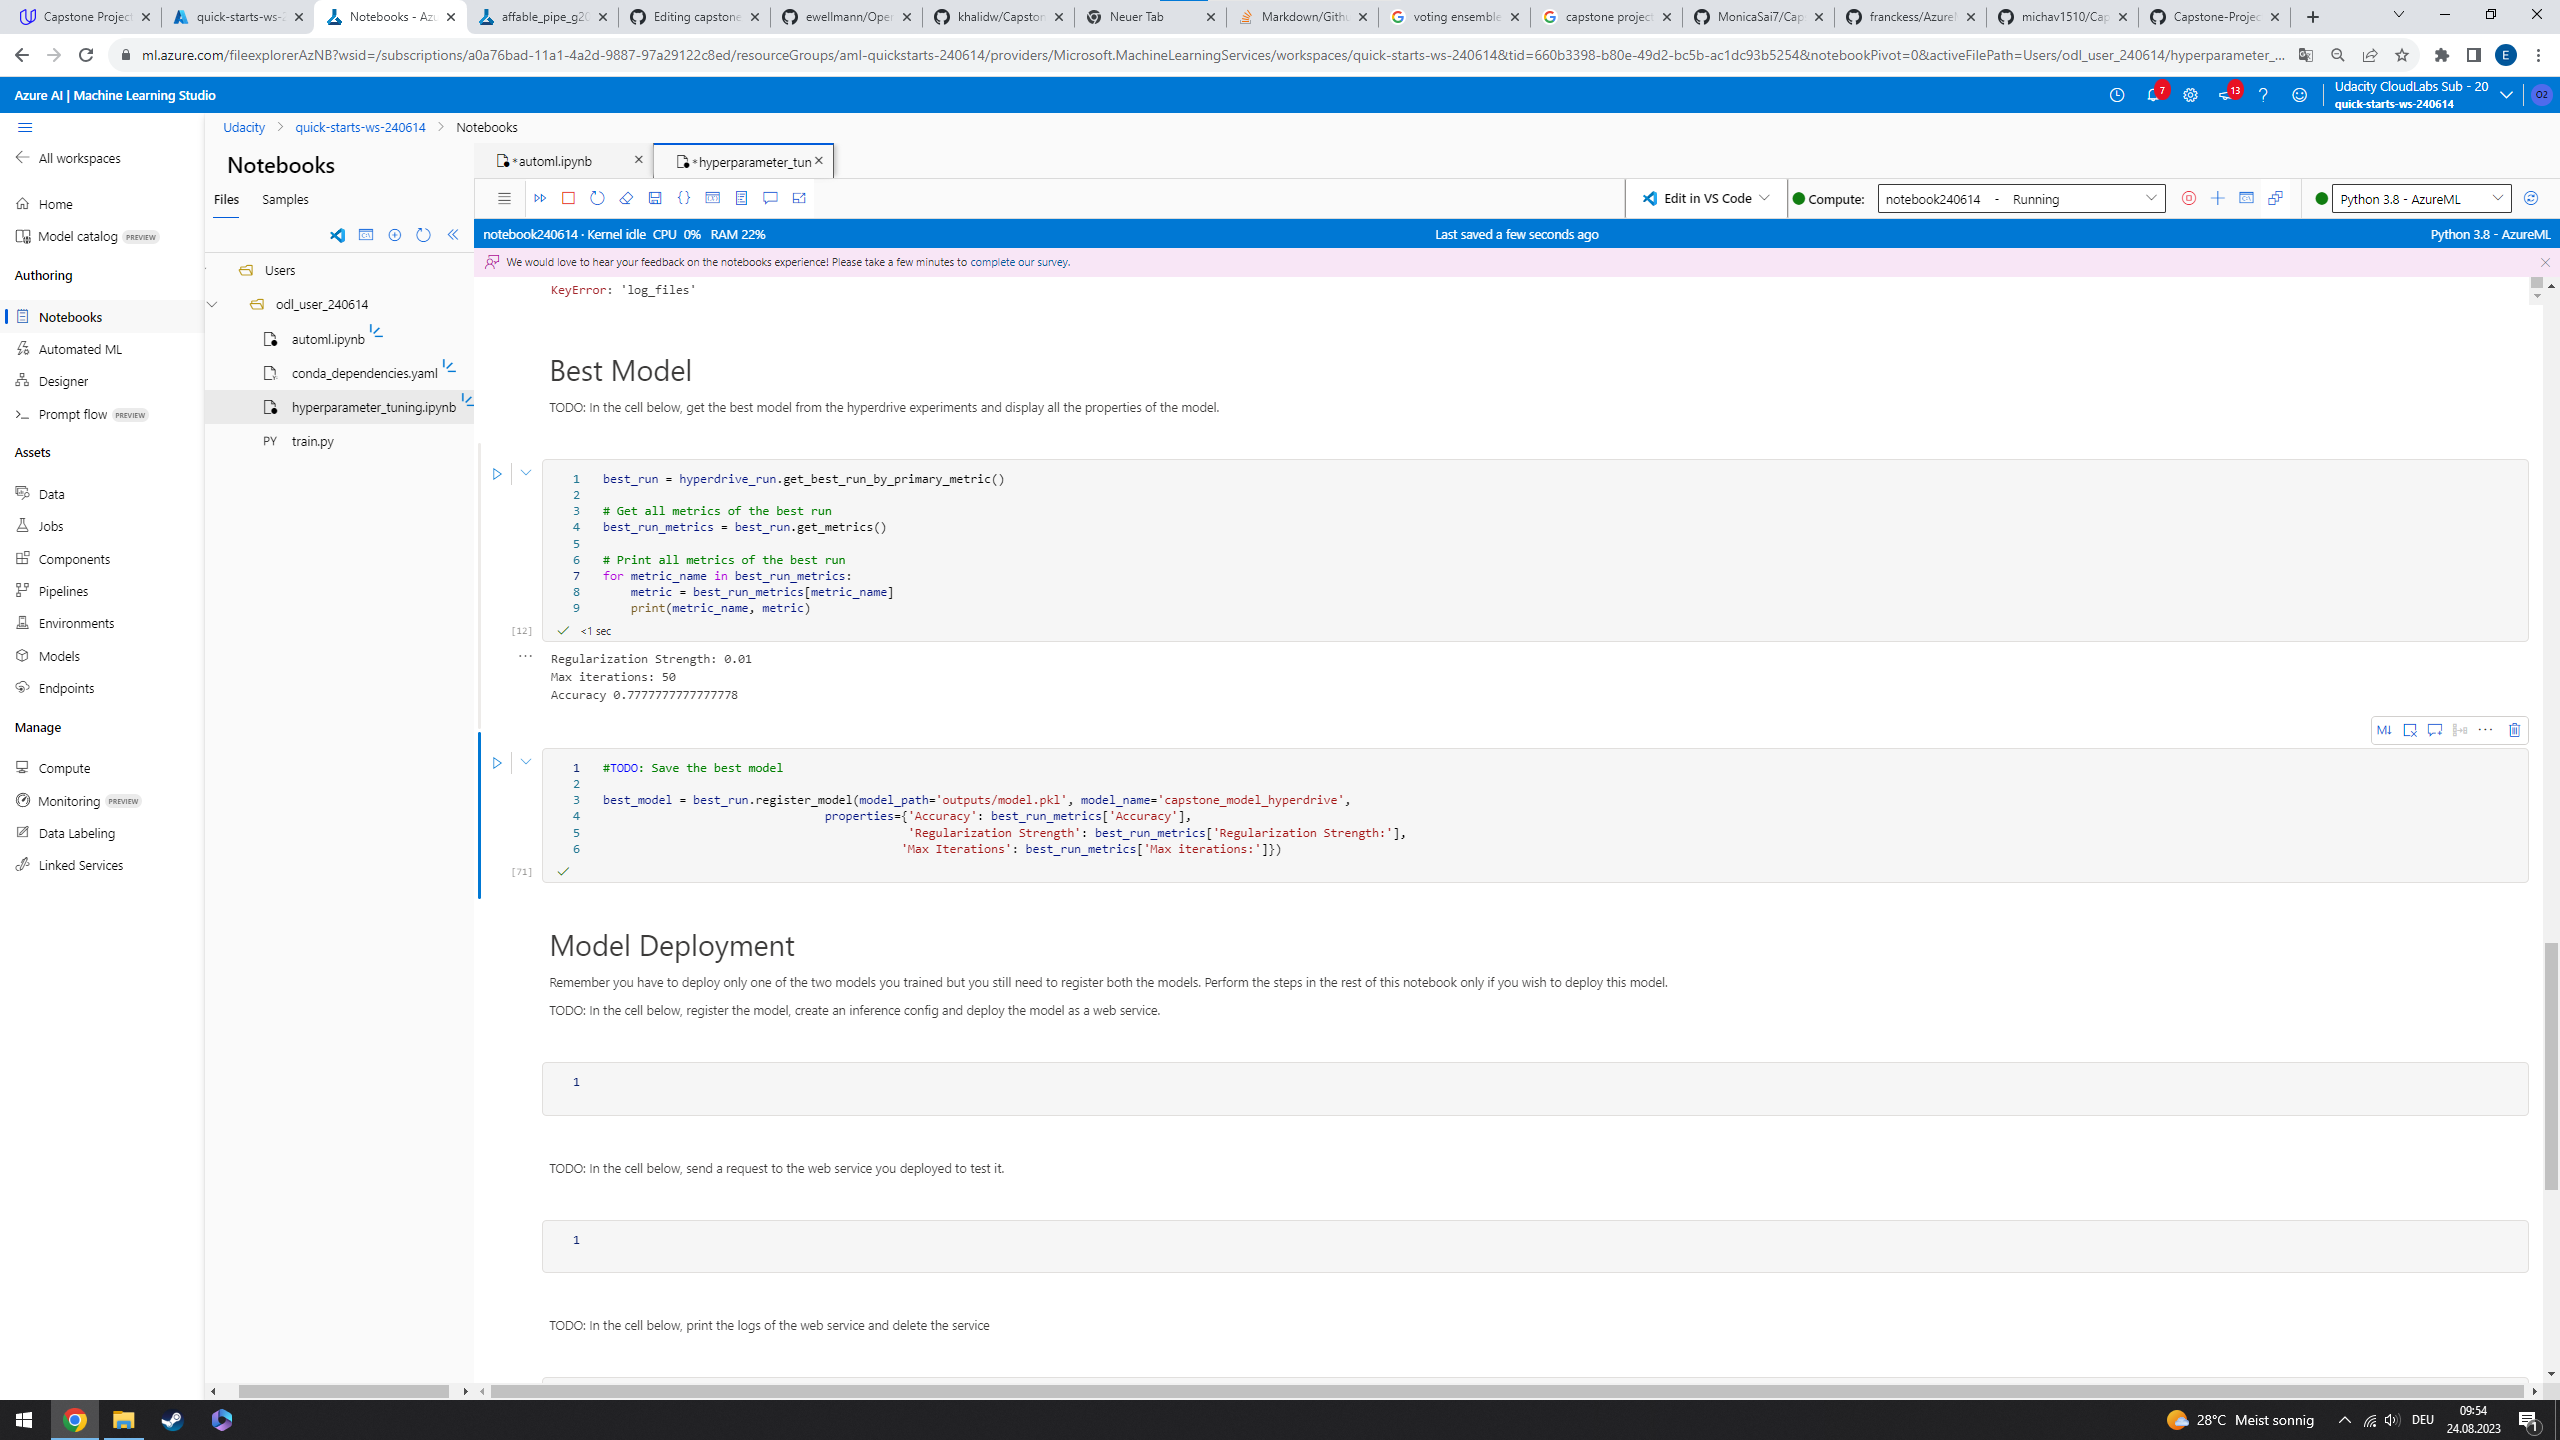 Capstone Project
quick-starts-ws-2
Notebooks - Azu
affable_pipe_g20
Editing capstone
ewellmann/Oper
khalidw/Capston
Neuer Tab
Markdown/Githu
voting ensemble
capstone project
MonicaSai7/Cap
franckess/AzureI
michav1510/Cap
Capstone-Projec
ml.azure.com/fileexplorerAzNB?wsid=/subscriptions/a0a76bad-11a1-4a2d-9887-97a29122c8ed/resourceGroups/aml-quickstarts-240614/providers/Microsoft.MachineLearningServices/workspaces/quick-starts-ws-240614&tid=660b3398-b80e-49d2-bc5b-ac1dc93b5254&notebookPivot=0&activeFilePath=Users/odl_user_240614/hyperparameter_...
E
Azure AI | Machine Learning Studio
7
13
Udacity CloudLabs Sub - 20
quick-starts-ws-240614
O2
All workspaces
Home
Model catalog PREVIEW
Authoring
Notebooks
Automated ML
Designer
Prompt flow PREVIEW
Assets
Data
Jobs
Components
Pipelines
Environments
Models
Endpoints
Manage
Compute
Monitoring PREVIEW
Data Labeling
Linked Services
Udacity > quick-starts-ws-240614 > Notebooks
Notebooks
Files Samples
Users
odl_user_240614
automl.ipynb
conda_dependencies.yaml
hyperparameter_tuning.ipynb
PY train.py
*automl.ipynb
*hyperparameter_tun
Edit in VS Code
Compute: notebook240614 - Running
Python 3.8 - AzureML
notebook240614 · Kernel idle CPU 0% RAM 22%
Last saved a few seconds ago
Python 3.8 - AzureML
We would love to hear your feedback on the notebooks experience! Please take a few minutes to complete our survey.
KeyError: 'log_files'
Best Model
TODO: In the cell below, get the best model from the hyperdrive experiments and display all the properties of the model.
1 best_run = hyperdrive_run.get_best_run_by_primary_metric()
2
3 # Get all metrics of the best run
4 best_run_metrics = best_run.get_metrics()
5
6 # Print all metrics of the best run
7 for metric_name in best_run_metrics:
8 metric = best_run_metrics[metric_name]
9 print(metric_name, metric)
[12] <1 sec
Regularization Strength: 0.01
Max iterations: 50
Accuracy 0.7777777777777778
M↓
1 #TODO: Save the best model
2
3 best_model = best_run.register_model(model_path='outputs/model.pkl', model_name='capstone_model_hyperdrive',
4 properties={'Accuracy': best_run_metrics['Accuracy'],
5 'Regularization Strength': best_run_metrics['Regularization Strength:'],
6 'Max Iterations': best_run_metrics['Max iterations:']})
[71]
Model Deployment
Remember you have to deploy only one of the two models you trained but you still need to register both the models. Perform the steps in the rest of this notebook only if you wish to deploy this model.
TODO: In the cell below, register the model, create an inference config and deploy the model as a web service.
1
TODO: In the cell below, send a request to the web service you deployed to test it.
1
TODO: In the cell below, print the logs of the web service and delete the service
28°C Meist sonnig
DEU
09:54
24.08.2023
1